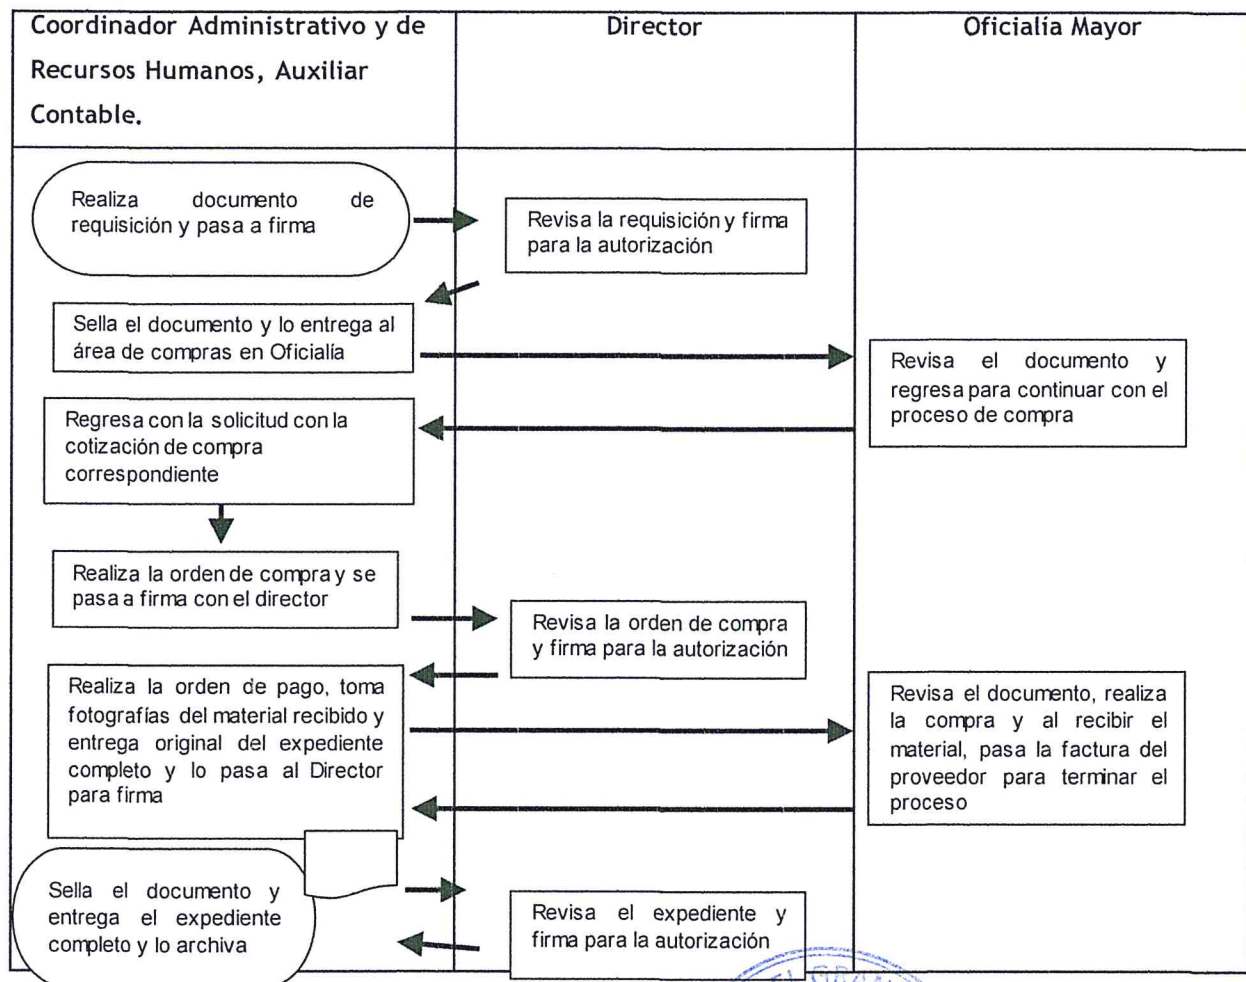 Coordinador Administrativo y de
Recursos Humanos, Auxiliar
Contable.
Director
Oficialía Mayor
Realiza documento de
requisición y pasa a firma
Revisa la requisición y firma
para la autorización
Sella el documento y lo entrega al
área de compras en Oficialía
Revisa el documento y
regresa para continuar con el
proceso de compra
Regresa con la solicitud con la
cotización de compra
correspondiente
Realiza la orden de compra y se
pasa a firma con el director
Revisa la orden de compra
y firma para la autorización
Realiza la orden de pago, toma
fotografías del material recibido y
entrega original del expediente
completo y lo pasa al Director
para firma
Revisa el documento, realiza
la compra y al recibir el
material, pasa la factura del
proveedor para terminar el
proceso
Sella el documento y
entrega el expediente
completo y lo archiva
Revisa el expediente y
firma para la autorización